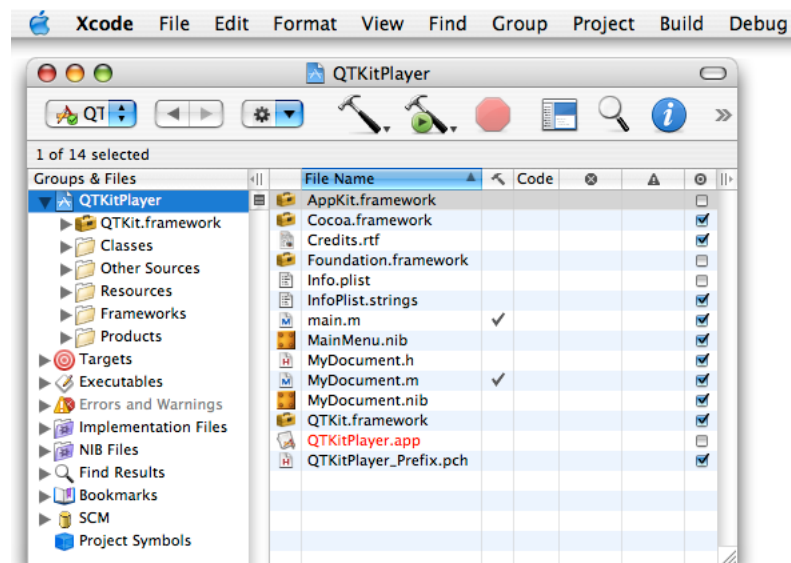 Xcode File Edit Format View Find Group Project Build Debug
QTKitPlayer
QT
1 of 14 selected
Groups & Files File Name Code
QTKitPlayer AppKit.framework
QTKit.framework Cocoa.framework
Classes Credits.rtf
Other Sources Foundation.framework
Resources Info.plist
Frameworks InfoPlist.strings
Products main.m
Targets MainMenu.nib
Executables MyDocument.h
Errors and Warnings MyDocument.m
Implementation Files MyDocument.nib
NIB Files QTKit.framework
Find Results QTKitPlayer.app
Bookmarks QTKitPlayer_Prefix.pch
SCM
Project Symbols